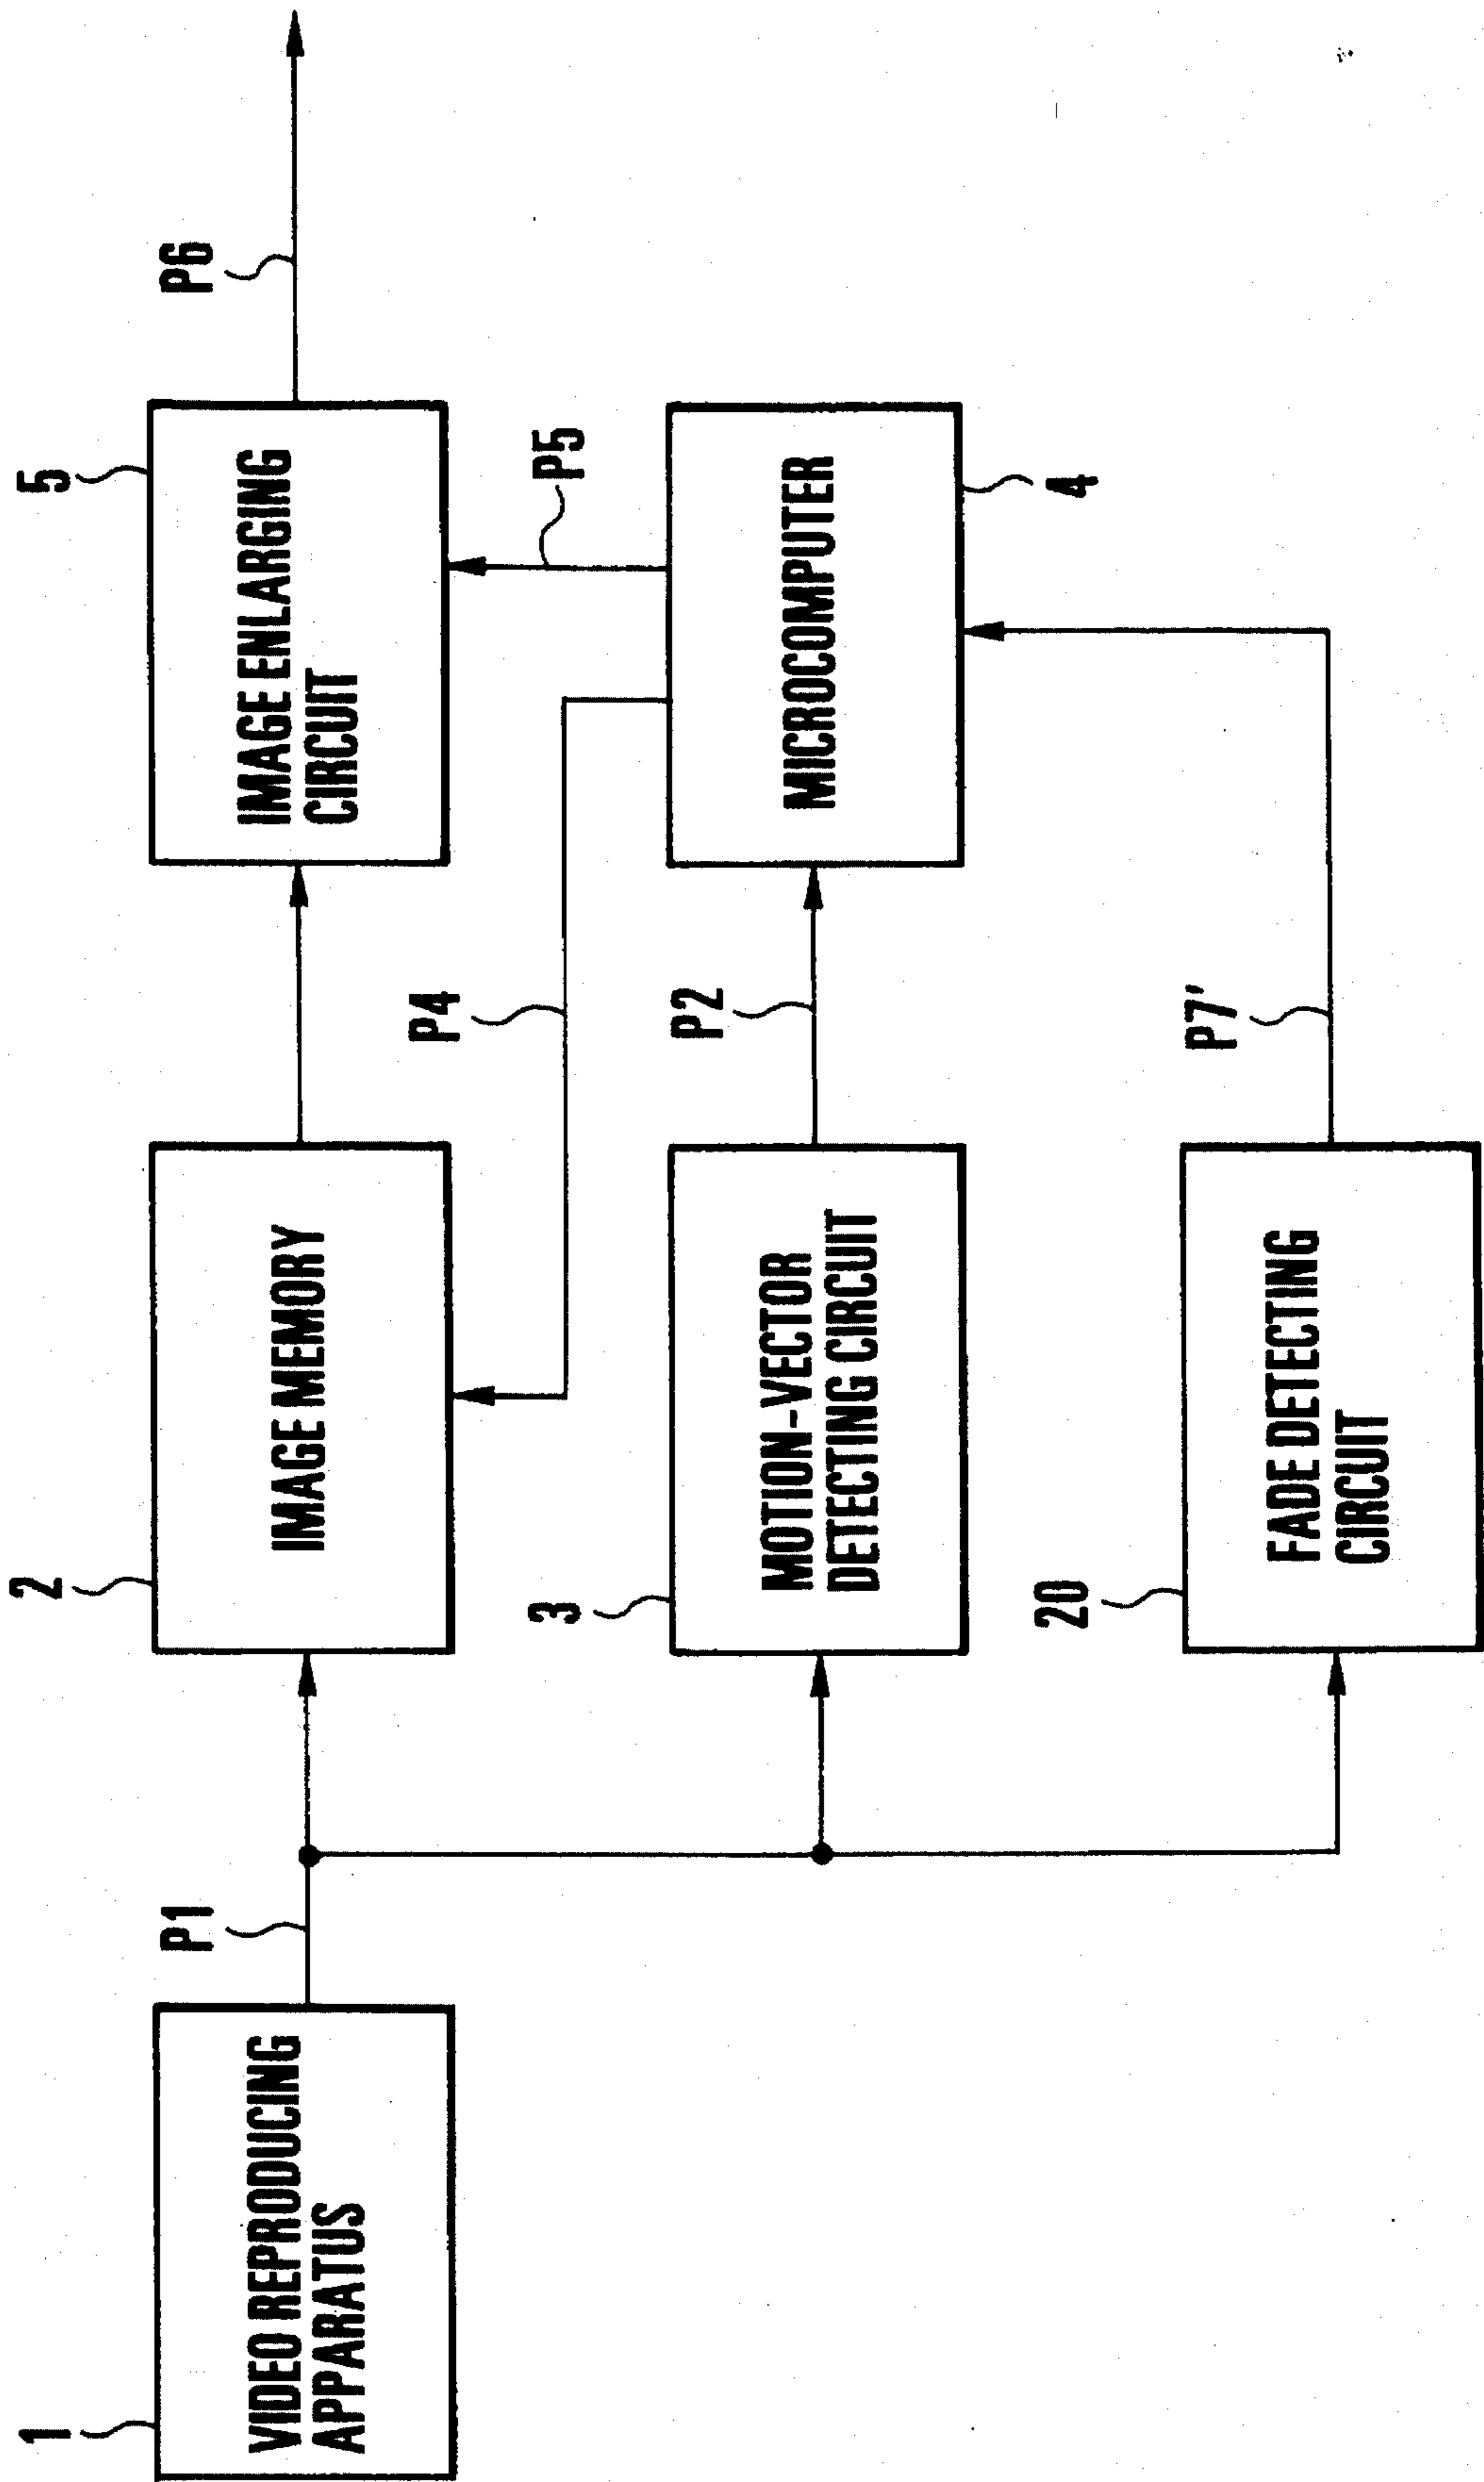 1
VIDEO REPRODUCING
APPARATUS
P1
2
IMAGE MEMORY
5
IMAGE ENLARGING
CIRCUIT
P6
P4
P5
3
MOTION-VECTOR
DETECTING CIRCUIT
P2
MICROCOMPUTER
4
20
FADE DETECTING
CIRCUIT
P7'